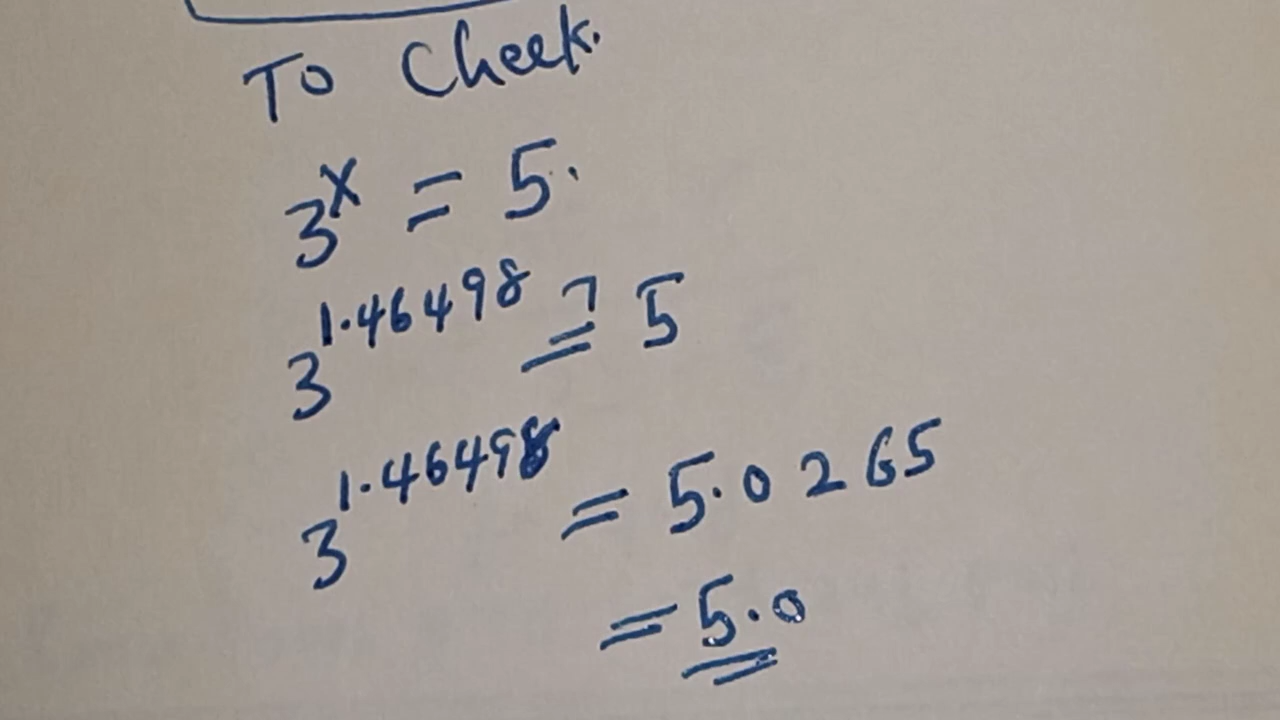 To Check.
3^x = 5.
3^1.46498 ?= 5
3^1.46498 = 5.0265
= 5.0